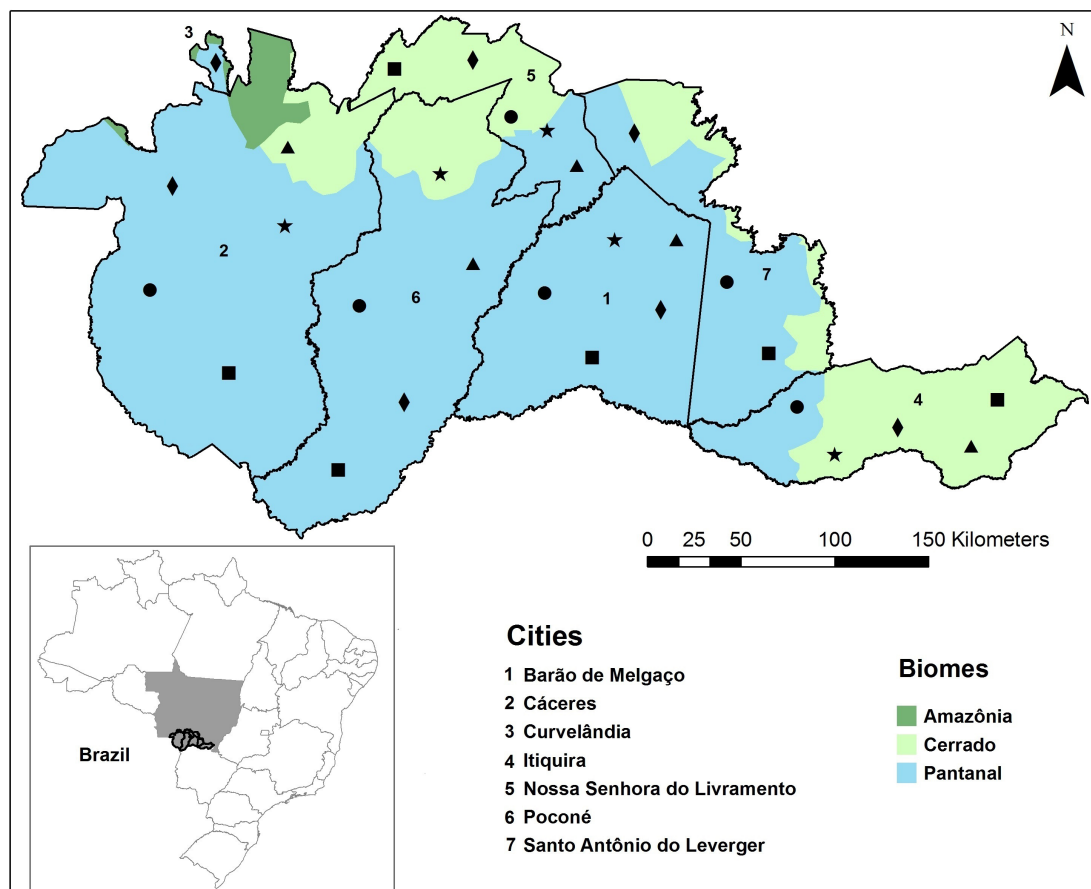 N
3
5
2
7
6
1
4
0 25 50 100 150 Kilometers
Brazil
Cities
1 Barão de Melgaço
2 Cáceres
3 Curvelândia
4 Itiquira
5 Nossa Senhora do Livramento
6 Poconé
7 Santo Antônio do Leverger
Biomes
Amazônia
Cerrado
Pantanal